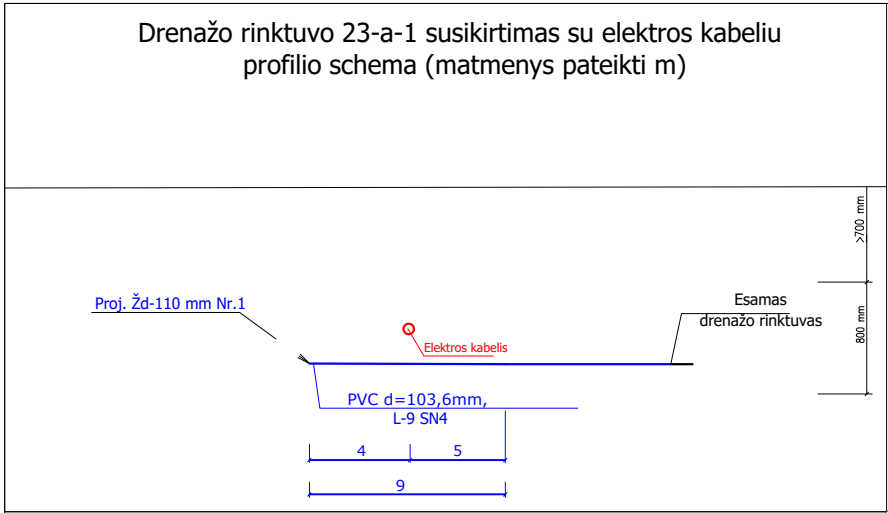 Drenažo rinktuvo 23-a-1 susikirtimas su elektros kabeliu
profilio schema (matmenys pateikti m)
>700 mm
Proj. Žd-110 mm Nr.1
Esamas
drenažo rinktuvas
800 mm
Elektros kabelis
PVC d=103,6mm,
L-9 SN4
4
5
9